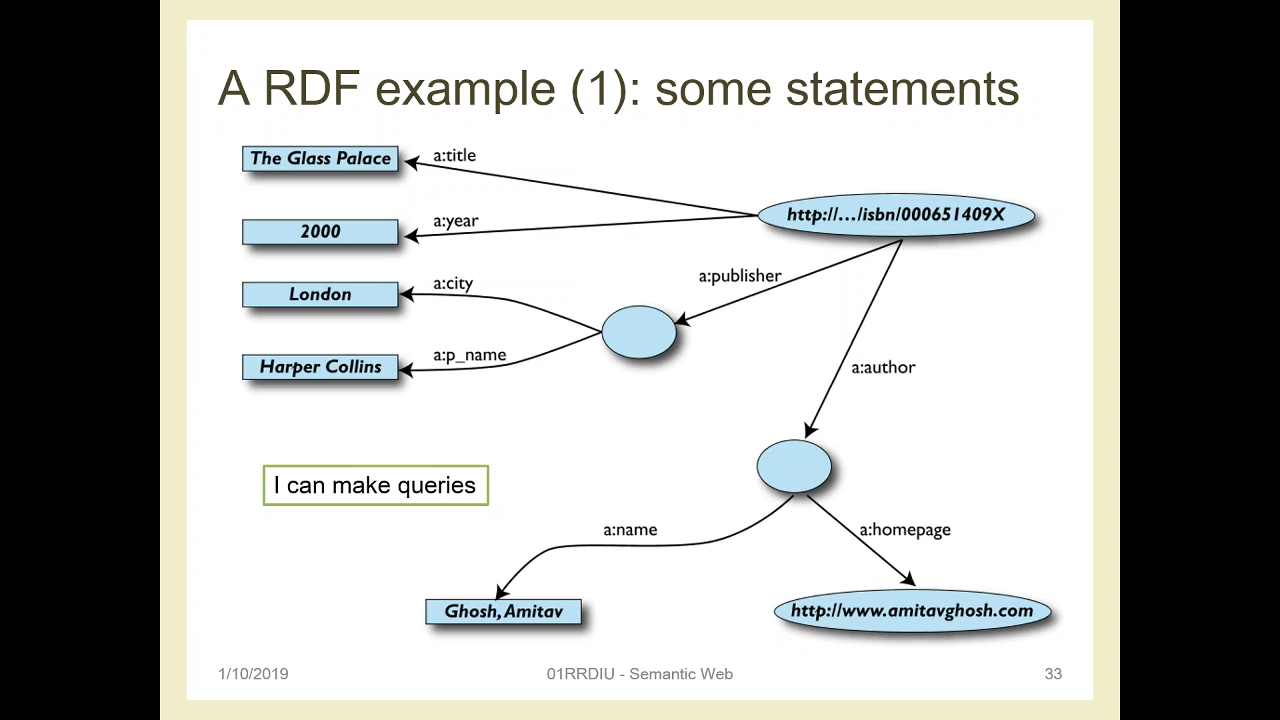 A RDF example (1): some statements
The Glass Palace
a:title
http://…/isbn/000651409X
2000
a:year
a:publisher
London
a:city
Harper Collins
a:p_name
a:author
I can make queries
a:name
a:homepage
Ghosh, Amitav
http://www.amitavghosh.com
1/10/2019
01RRDIU - Semantic Web
33